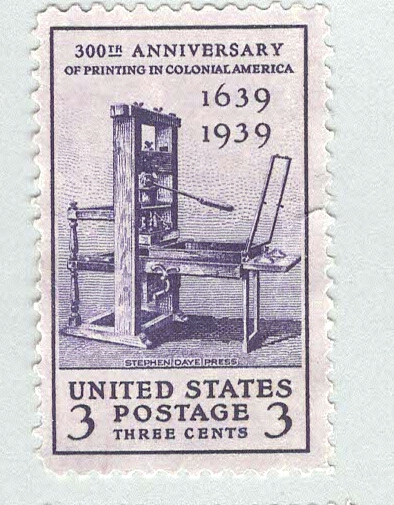 300TH ANNIVERSARY
OF PRINTING IN COLONIAL AMERICA
1639
1939
STEPHEN DAYE PRESS
UNITED STATES
3 POSTAGE 3
THREE CENTS